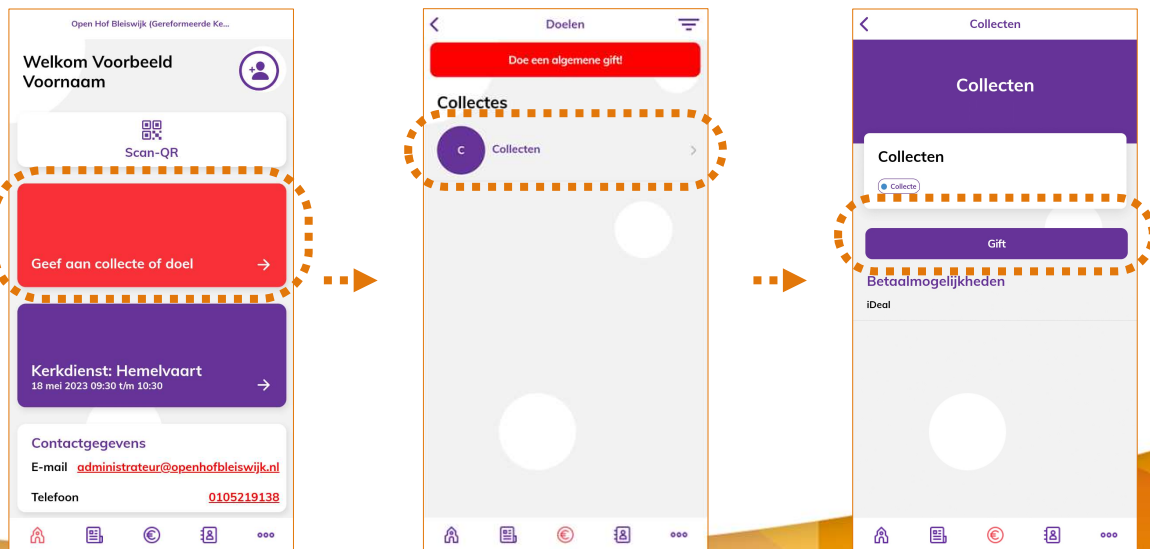 Open Hof Bleiswijk (Gereformeerde Ke...
Welkom Voorbeeld
Voornaam
Scan-QR
Geef aan collecte of doel
Kerkdienst: Hemelvaart
18 mei 2023 09:30 t/m 10:30
Contactgegevens
E-mail administrateur@openhofbleiswijk.nl
Telefoon 0105219138
Doelen
Doe een algemene gift!
Collectes
C Collecten
Collecten
Collecten
Collecten
Collecte
Gift
Betaalmogelijkheden
iDeal